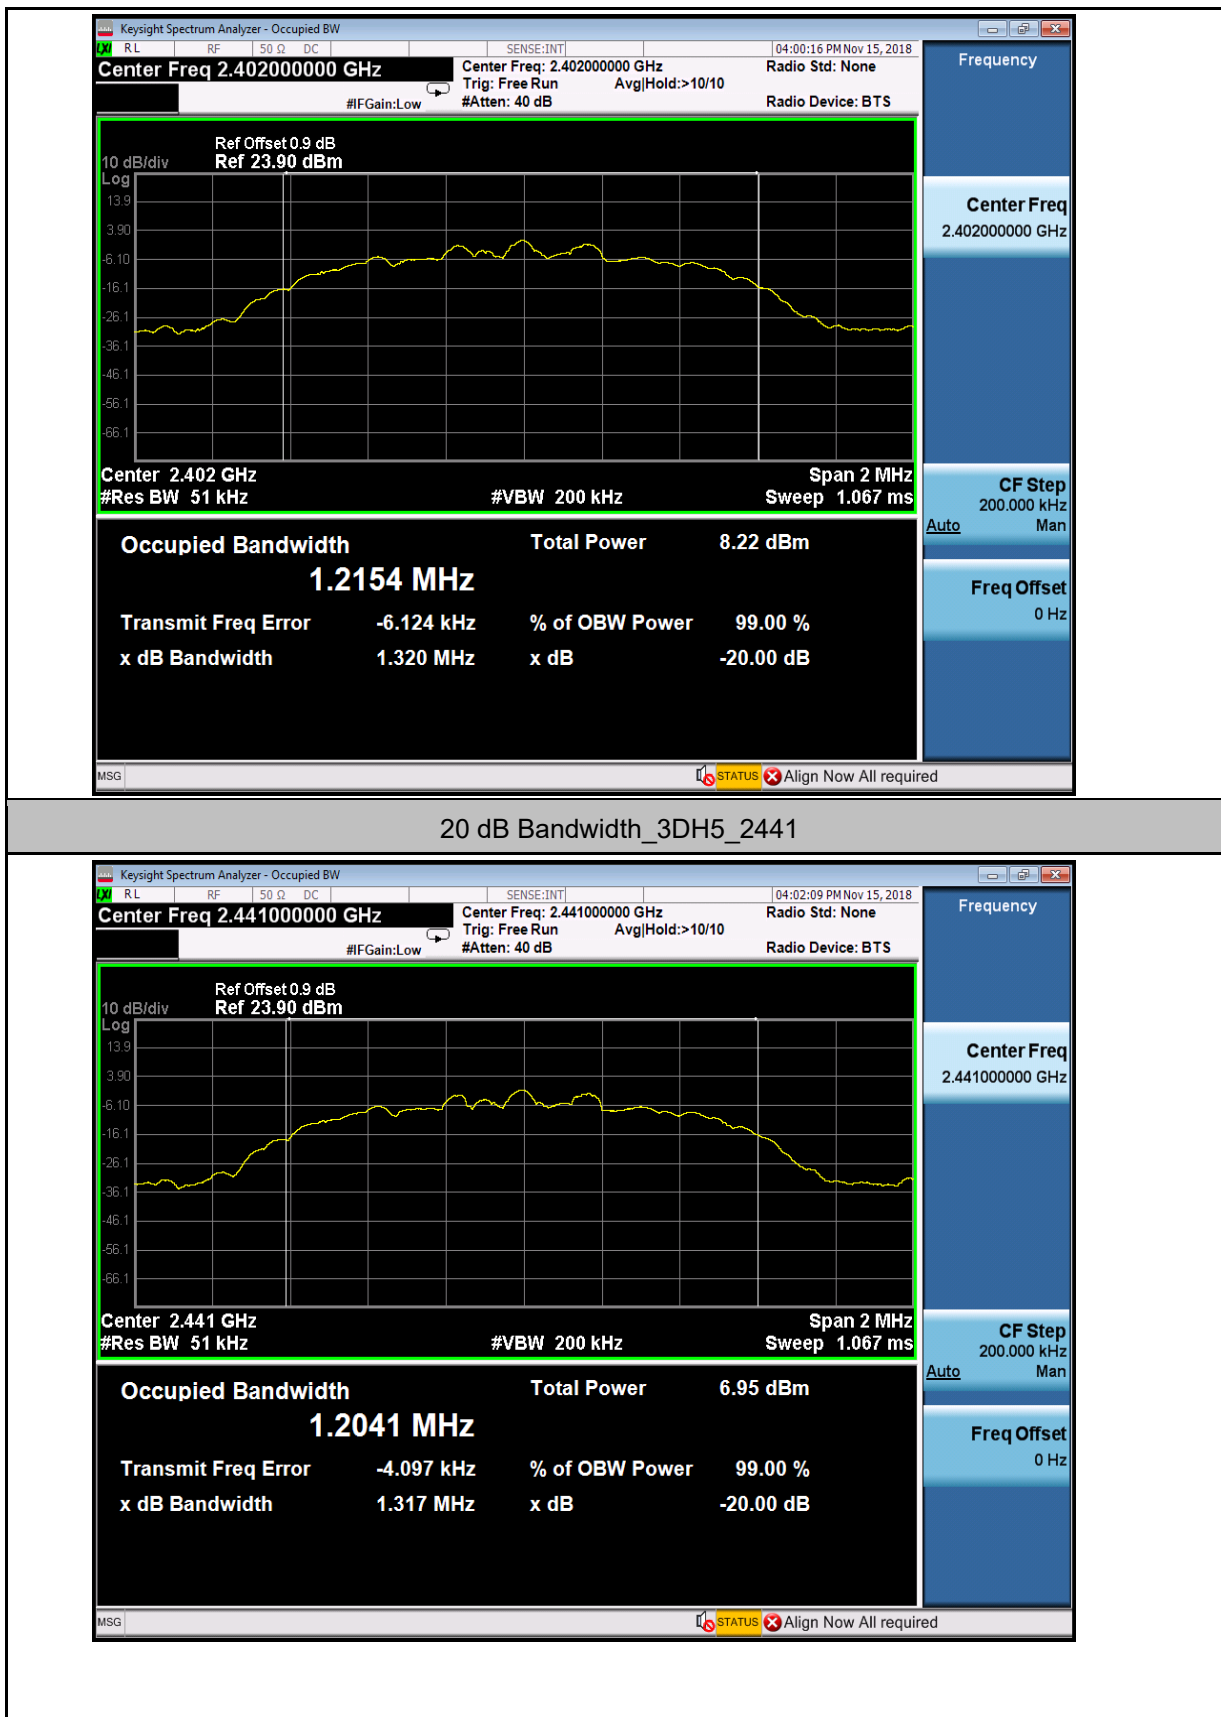 Keysight Spectrum Analyzer - Occupied BW
LXI RL RF 50 Ω DC SENSE:INT 04:00:16 PM Nov 15, 2018
Center Freq 2.402000000 GHz Center Freq: 2.402000000 GHz Radio Std: None
Trig: Free Run Avg|Hold:>10/10
#IFGain:Low #Atten: 40 dB Radio Device: BTS
Frequency
Ref Offset 0.9 dB
10 dB/div Ref 23.90 dBm
Log
13.9
3.90
-6.10
-16.1
-26.1
-36.1
-46.1
-56.1
-66.1
Center 2.402 GHz Span 2 MHz
#Res BW 51 kHz #VBW 200 kHz Sweep 1.067 ms
Occupied Bandwidth Total Power 8.22 dBm
1.2154 MHz
Transmit Freq Error -6.124 kHz % of OBW Power 99.00 %
x dB Bandwidth 1.320 MHz x dB -20.00 dB
Center Freq
2.402000000 GHz
CF Step
200.000 kHz
Auto Man
Freq Offset
0 Hz
MSG STATUS Align Now All required
20 dB Bandwidth_3DH5_2441
Keysight Spectrum Analyzer - Occupied BW
LXI RL RF 50 Ω DC SENSE:INT 04:02:09 PM Nov 15, 2018
Center Freq 2.441000000 GHz Center Freq: 2.441000000 GHz Radio Std: None
Trig: Free Run Avg|Hold:>10/10
#IFGain:Low #Atten: 40 dB Radio Device: BTS
Frequency
Ref Offset 0.9 dB
10 dB/div Ref 23.90 dBm
Log
13.9
3.90
-6.10
-16.1
-26.1
-36.1
-46.1
-56.1
-66.1
Center 2.441 GHz Span 2 MHz
#Res BW 51 kHz #VBW 200 kHz Sweep 1.067 ms
Occupied Bandwidth Total Power 6.95 dBm
1.2041 MHz
Transmit Freq Error -4.097 kHz % of OBW Power 99.00 %
x dB Bandwidth 1.317 MHz x dB -20.00 dB
Center Freq
2.441000000 GHz
CF Step
200.000 kHz
Auto Man
Freq Offset
0 Hz
MSG STATUS Align Now All required